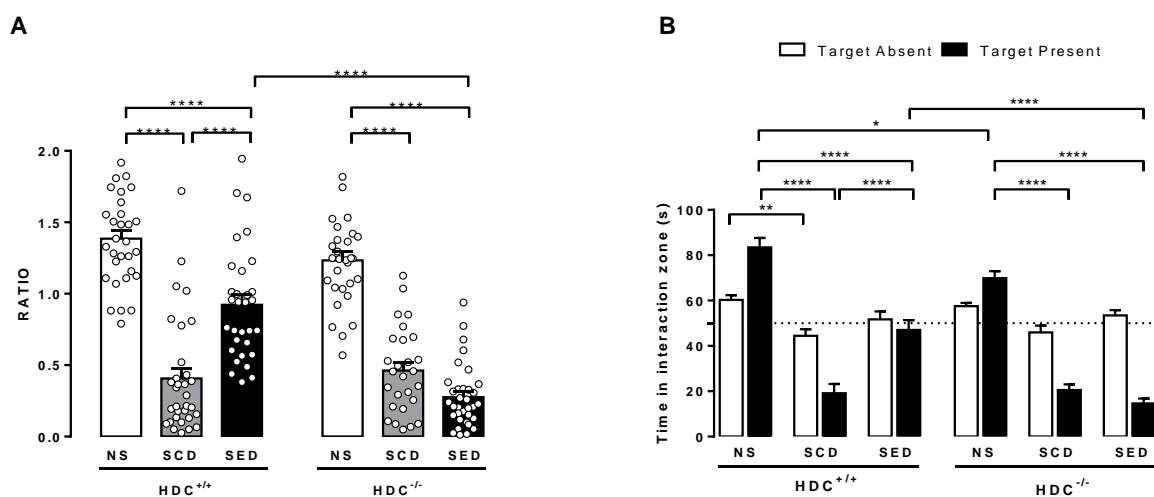 A
****
****
****
****
****
****
2.0
1.5
1.0
0.5
0.0
RATIO
NS SCD SED NS SCD SED
HDC+/+ HDC-/-
B
Target Absent Target Present
****
*
****
****
****
****
****
**
100
80
60
40
20
0
Time in interaction zone (s)
NS SCD SED NS SCD SED
HDC+/+ HDC-/-